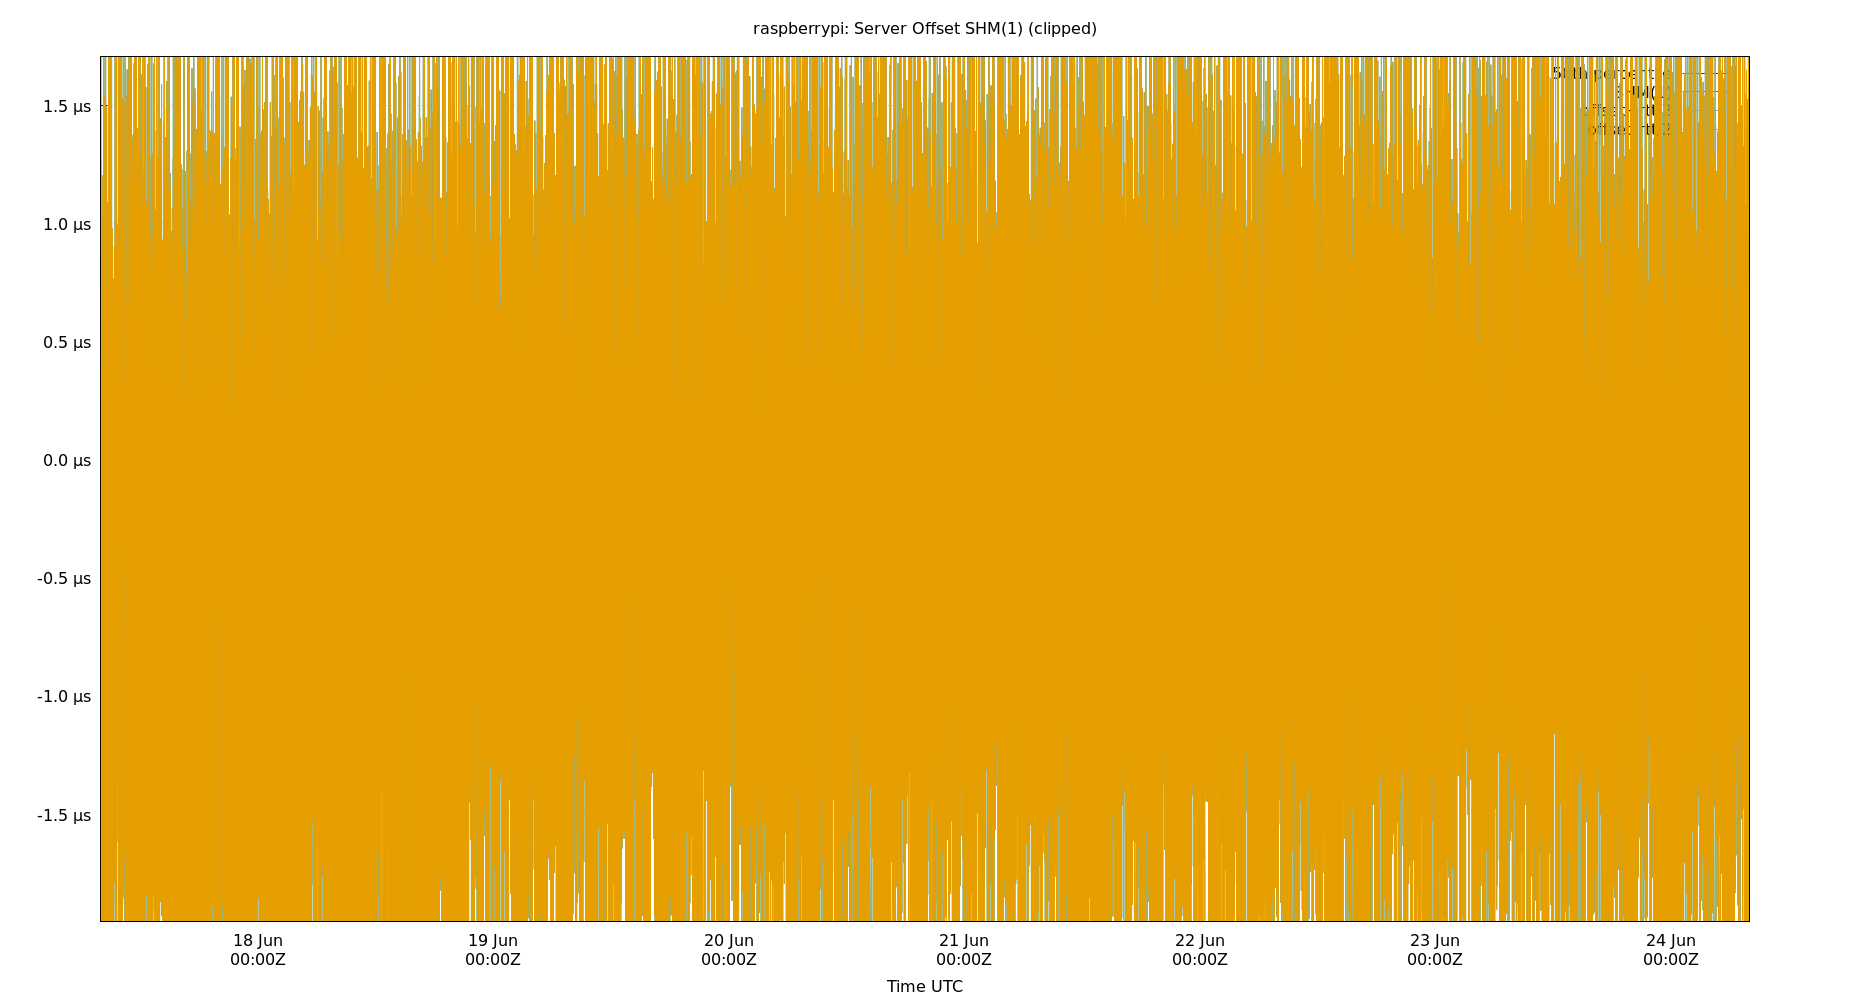 raspberrypi: Server Offset SHM(1) (clipped)
1.5 µs
1.0 µs
0.5 µs
0.0 µs
-0.5 µs
-1.0 µs
-1.5 µs
18 Jun 19 Jun 20 Jun 21 Jun 22 Jun 23 Jun 24 Jun
00:00Z 00:00Z 00:00Z 00:00Z 00:00Z 00:00Z 00:00Z
Time UTC